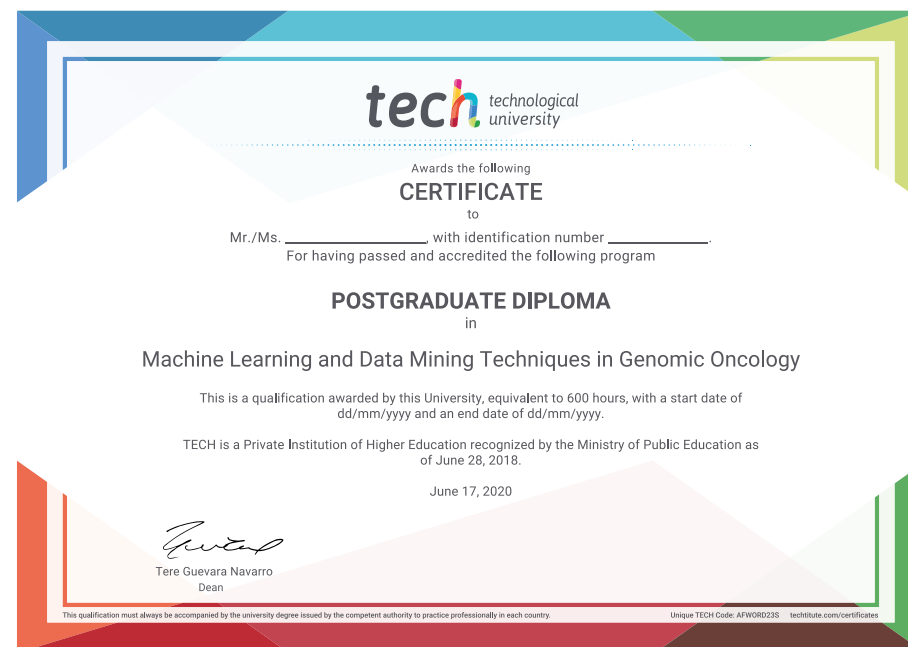 tech technological
university
Awards the following
CERTIFICATE
to
Mr./Ms. ____________________, with identification number ______________.
For having passed and accredited the following program
POSTGRADUATE DIPLOMA
in
Machine Learning and Data Mining Techniques in Genomic Oncology
This is a qualification awarded by this University, equivalent to 600 hours, with a start date of
dd/mm/yyyy and an end date of dd/mm/yyyy.
TECH is a Private Institution of Higher Education recognized by the Ministry of Public Education as
of June 28, 2018.
June 17, 2020
Tere Guevara Navarro
Dean
This qualification must always be accompanied by the university degree issued by the competent authority to practice professionally in each country.
Unique TECH Code: AFWORD23S techtitute.com/certificates